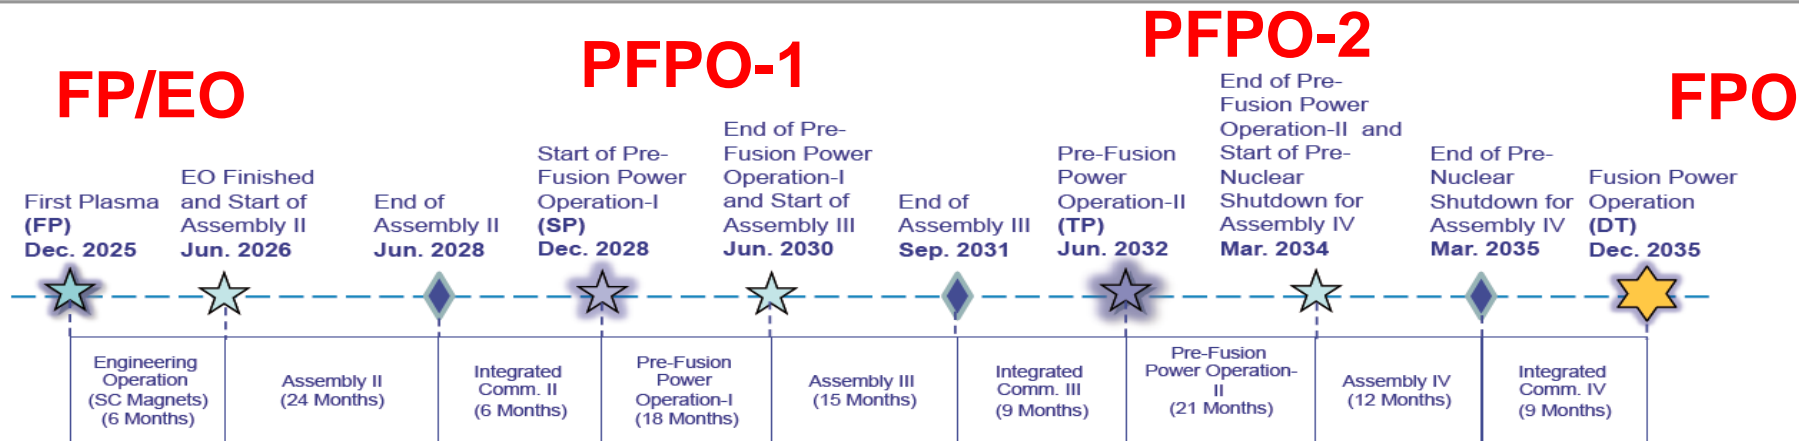 FP/EO
PFPO-1
PFPO-2
FPO
First Plasma
(FP)
Dec. 2025
EO Finished
and Start of
Assembly II
Jun. 2026
End of
Assembly II
Jun. 2028
Start of Pre-
Fusion Power
Operation-I
(SP)
Dec. 2028
End of Pre-
Fusion Power
Operation-I
and Start of
Assembly III
Jun. 2030
End of
Assembly III
Sep. 2031
Pre-Fusion
Power
Operation-II
(TP)
Jun. 2032
End of Pre-
Fusion Power
Operation-II and
Start of Pre-
Nuclear
Shutdown for
Assembly IV
Mar. 2034
End of Pre-
Nuclear
Shutdown for
Assembly IV
Mar. 2035
Fusion Power
Operation
(DT)
Dec. 2035
Engineering
Operation
(SC Magnets)
(6 Months)
Assembly II
(24 Months)
Integrated
Comm. II
(6 Months)
Pre-Fusion
Power
Operation-I
(18 Months)
Assembly III
(15 Months)
Integrated
Comm. III
(9 Months)
Pre-Fusion
Power Operation-
II
(21 Months)
Assembly IV
(12 Months)
Integrated
Comm. IV
(9 Months)